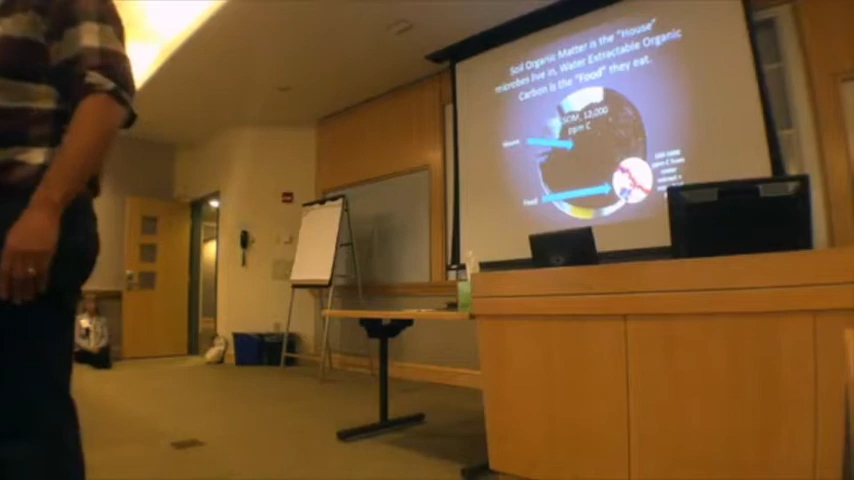 Soil Organic Matter is the "House"
microbes live in, Water Extractable Organic
Carbon is the "Food" they eat.
12,000
ppm C
House
Food